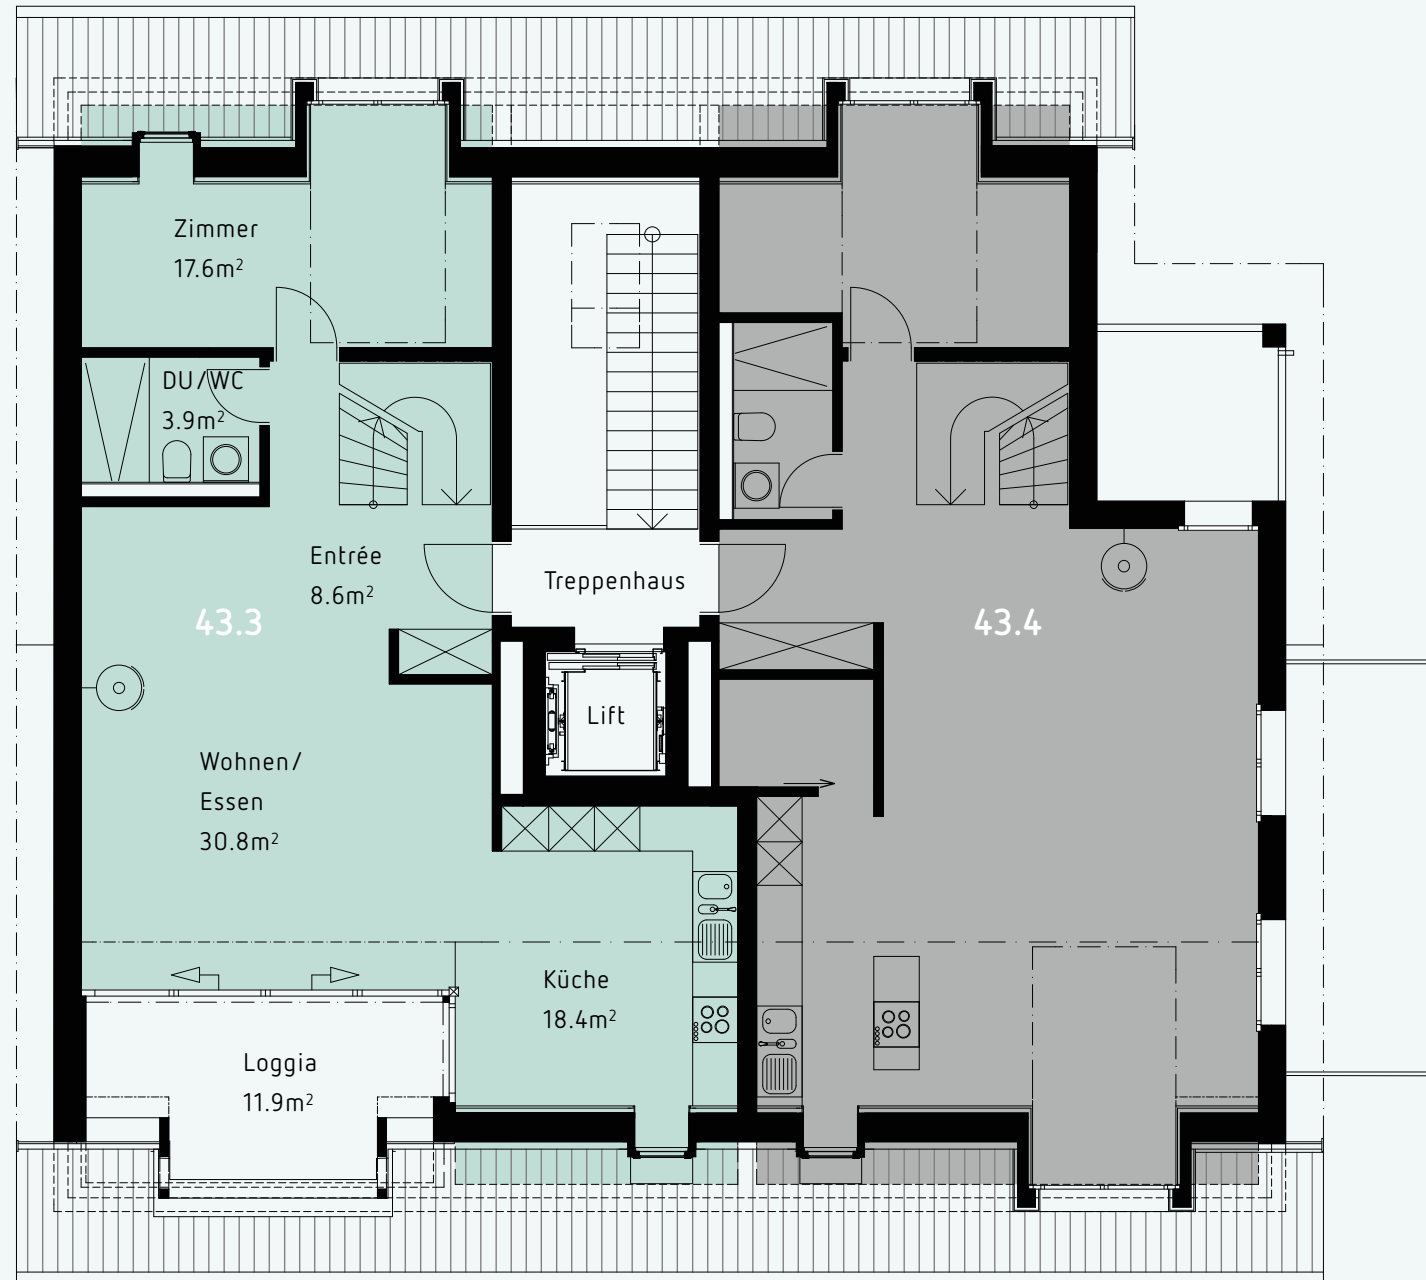 Zimmer
17.6m²
DU/WC
3.9m²
Entrée
8.6m²
Treppenhaus
43.3
43.4
Lift
Wohnen/
Essen
30.8m²
Küche
18.4m²
Loggia
11.9m²